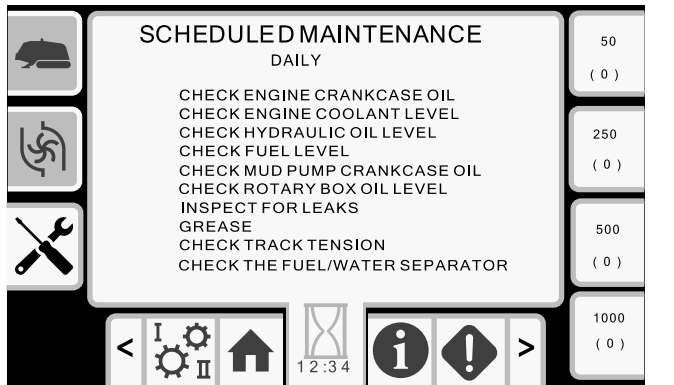 SCHEDULED MAINTENANCE
DAILY
CHECK ENGINE CRANKCASE OIL
CHECK ENGINE COOLANT LEVEL
CHECK HYDRAULIC OIL LEVEL
CHECK FUEL LEVEL
CHECK MUD PUMP CRANKCASE OIL
CHECK ROTARY BOX OIL LEVEL
INSPECT FOR LEAKS
GREASE
CHECK TRACK TENSION
CHECK THE FUEL/WATER SEPARATOR
50
( 0 )
250
( 0 )
500
( 0 )
1000
( 0 )
< I II 12:34 i ! >